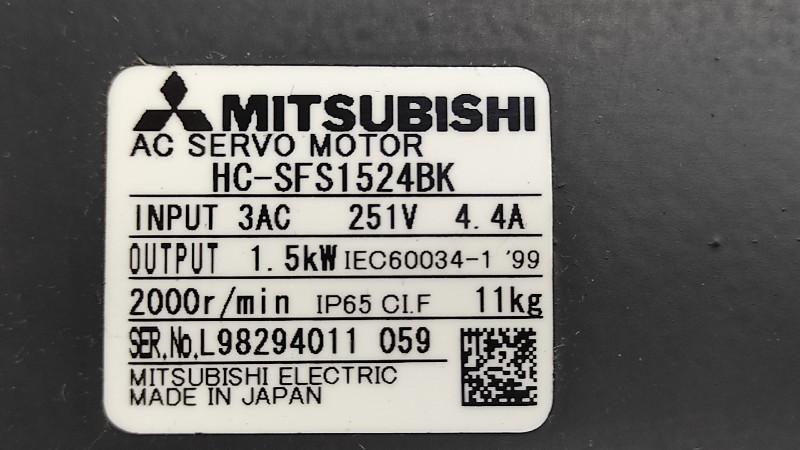 MITSUBISHI
AC SERVO MOTOR
HC-SFS1524BK
INPUT 3AC 251V 4.4A
OUTPUT 1.5kW IEC60034-1 '99
2000r/min IP65 CI.F 11kg
SER.No.L98294011 059
MITSUBISHI ELECTRIC
MADE IN JAPAN